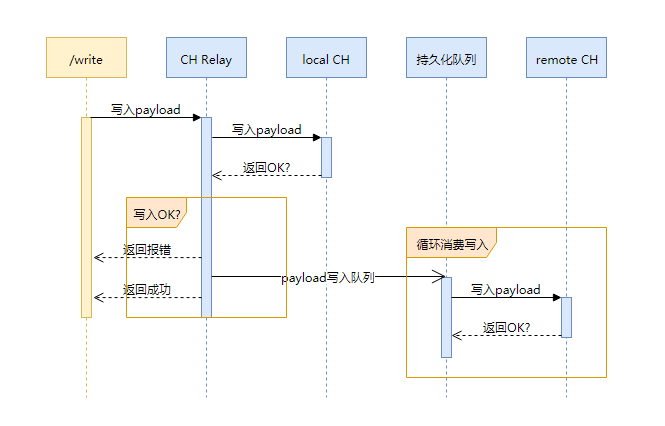 /write
CH Relay
local CH
持久化队列
remote CH
写入payload
写入payload
返回OK?
写入OK?
循环消费写入
返回报错
payload写入队列
返回成功
写入payload
返回OK?